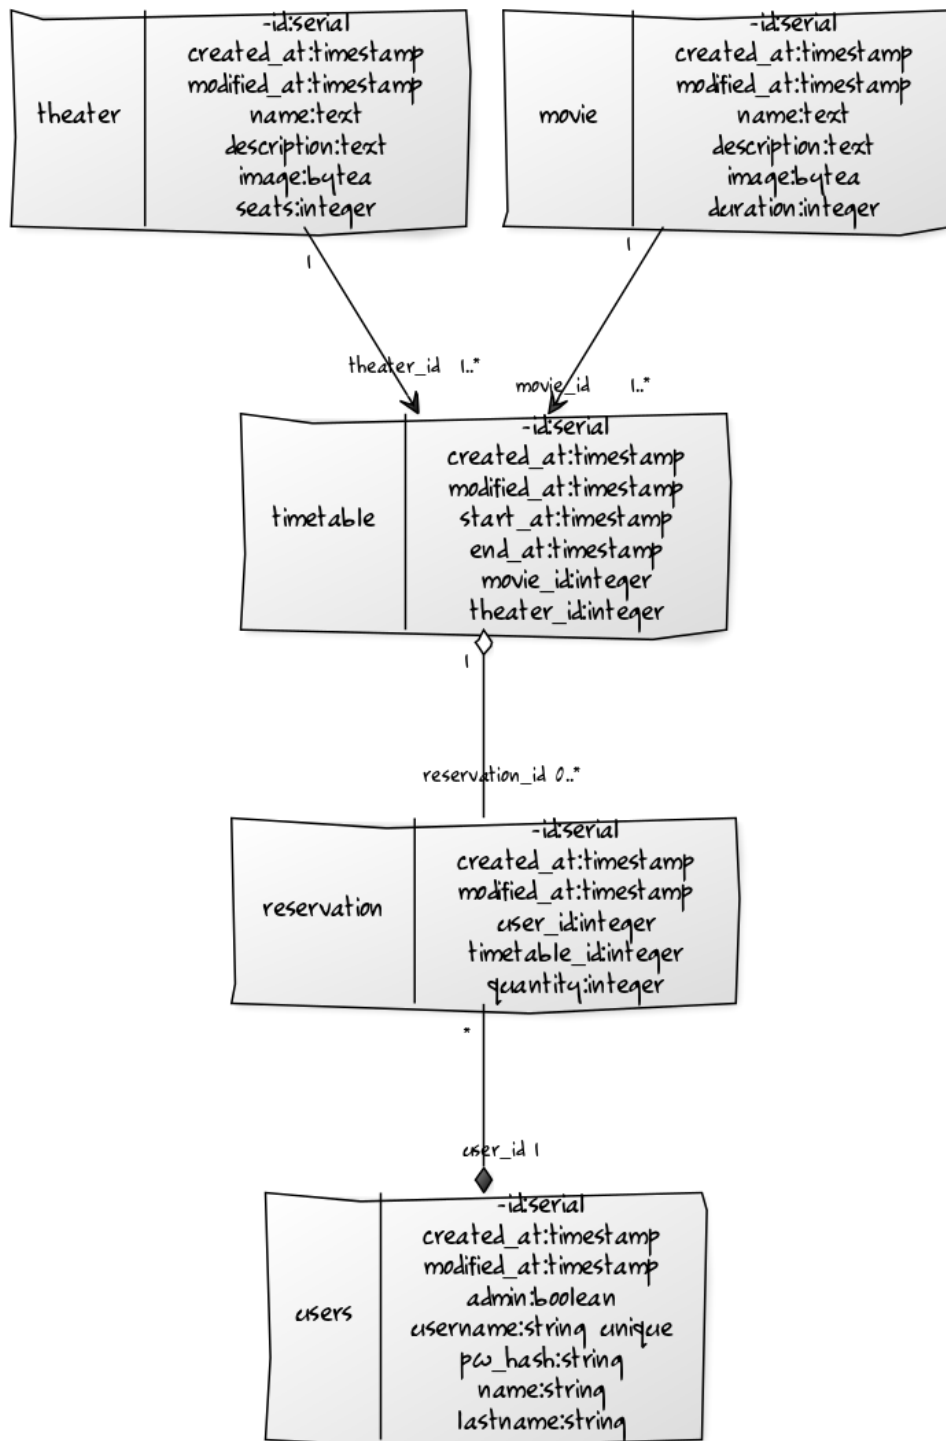 theater
-id:serial
created_at:timestamp
modified_at:timestamp
name:text
description:text
image:bytea
seats:integer
movie
-id:serial
created_at:timestamp
modified_at:timestamp
name:text
description:text
image:bytea
duration:integer
1
1
theater_id 1..*
movie_id 1..*
timetable
-id:serial
created_at:timestamp
modified_at:timestamp
start_at:timestamp
end_at:timestamp
movie_id:integer
theater_id:integer
1
reservation_id 0..*
reservation
-id:serial
created_at:timestamp
modified_at:timestamp
user_id:integer
timetable_id:integer
quantity:integer
*
user_id 1
users
-id:serial
created_at:timestamp
modified_at:timestamp
admin:boolean
username:string unique
pw_hash:string
name:string
lastname:string